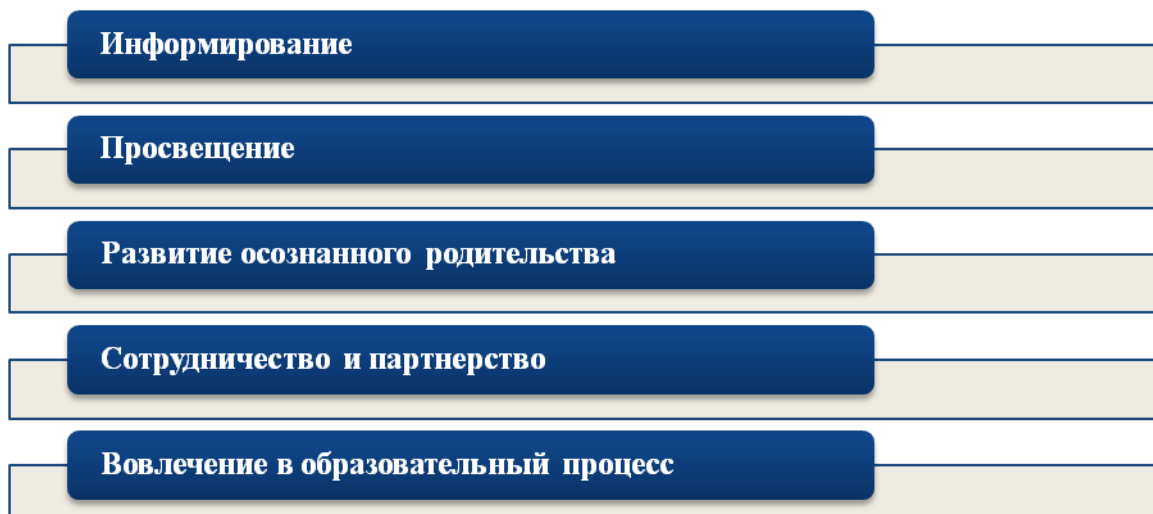 Информирование
Просвещение
Развитие осознанного родительства
Сотрудничество и партнерство
Вовлечение в образовательный процесс